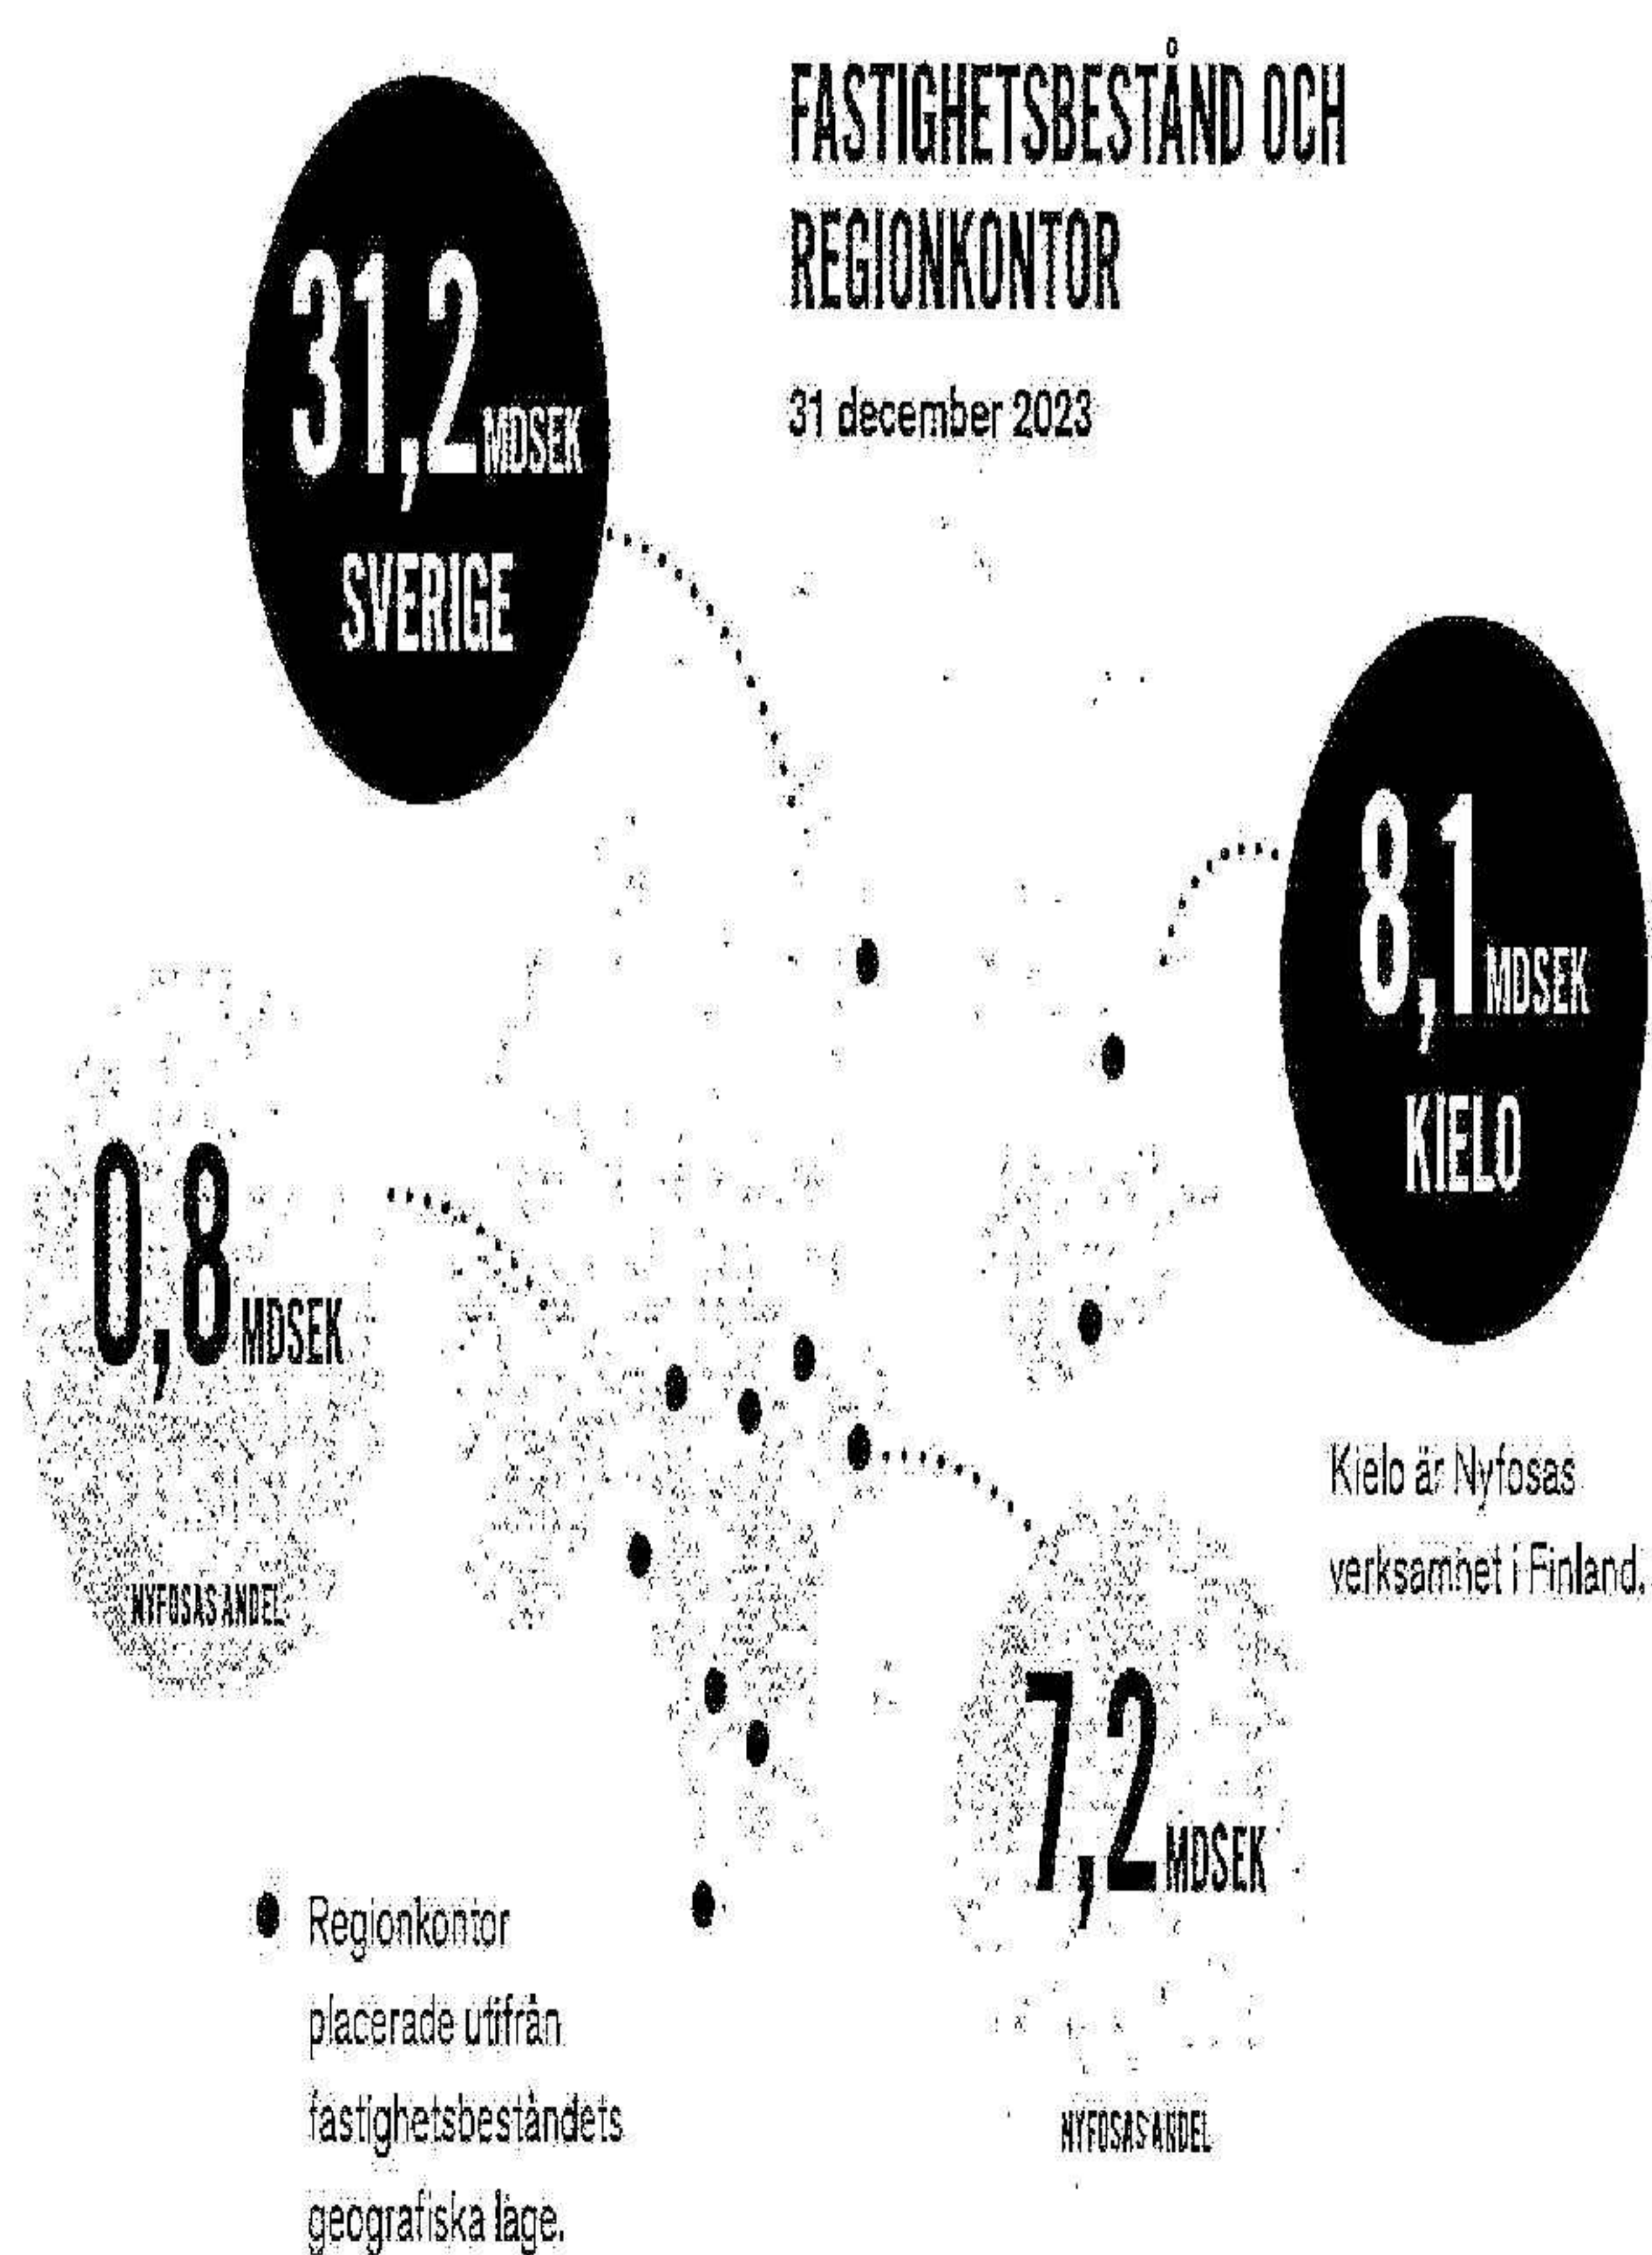 FASTIGHETSBESTÅND OCH
REGIONKONTOR
31 december 2023
31,2 MDSEK
SVERIGE
8,1 MDSEK
KIELO
Kielo är Nyfosas
verksamhet i Finland.
0,8 MDSEK
NYFOSAS ANDEL
7,2 MDSEK
NYFOSAS ANDEL
Regionkontor
placerade utifrån
fastighetsbeståndets
geografiska läge.